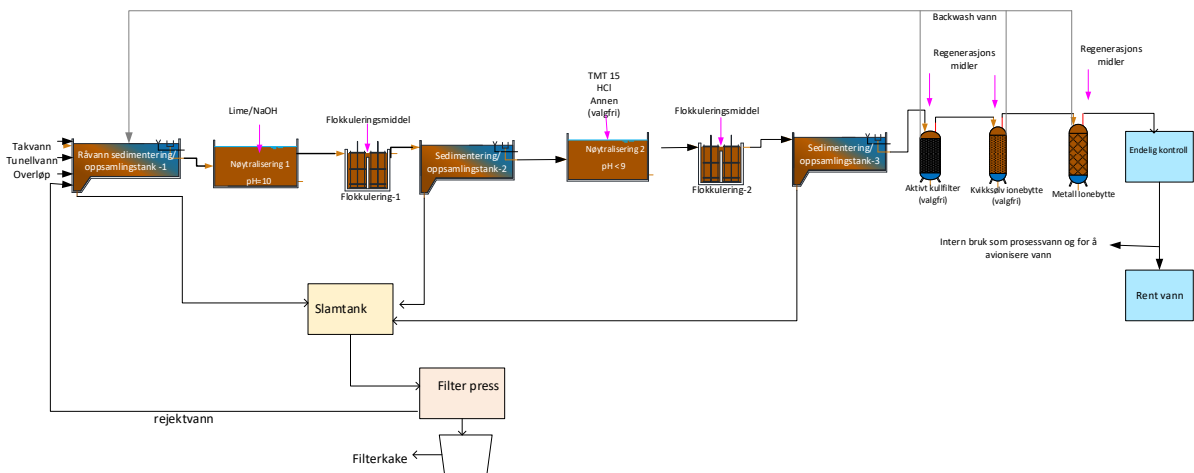 Backwash vann
Regenerasjons
midler
Regenerasjons
midler
TMT 15
HCl
Annen
(valgfri)
Lime/NaOH
Flokkuleringsmiddel
Flokkuleringsmiddel
Takvann
Tunellvann
Overløp
Råvann sedimentering
oppsamlingstank -1
Nøytralisering 1
pH=10
Flokkulering-1
Sedimentering/
oppsamlingstank-2
Nøytralisering 2
pH < 9
Flokkulering-2
Sedimentering/
oppsamlingstank-3
Aktivt kullfilter
(valgfri)
Kvikksølv ionebytte
(valgfri)
Metall Ionebytte
Endelig kontroll
Intern bruk som prosessvann og for å
avionisere vann
Rent vann
Slamtank
Filter press
rejektvann
Filterkake